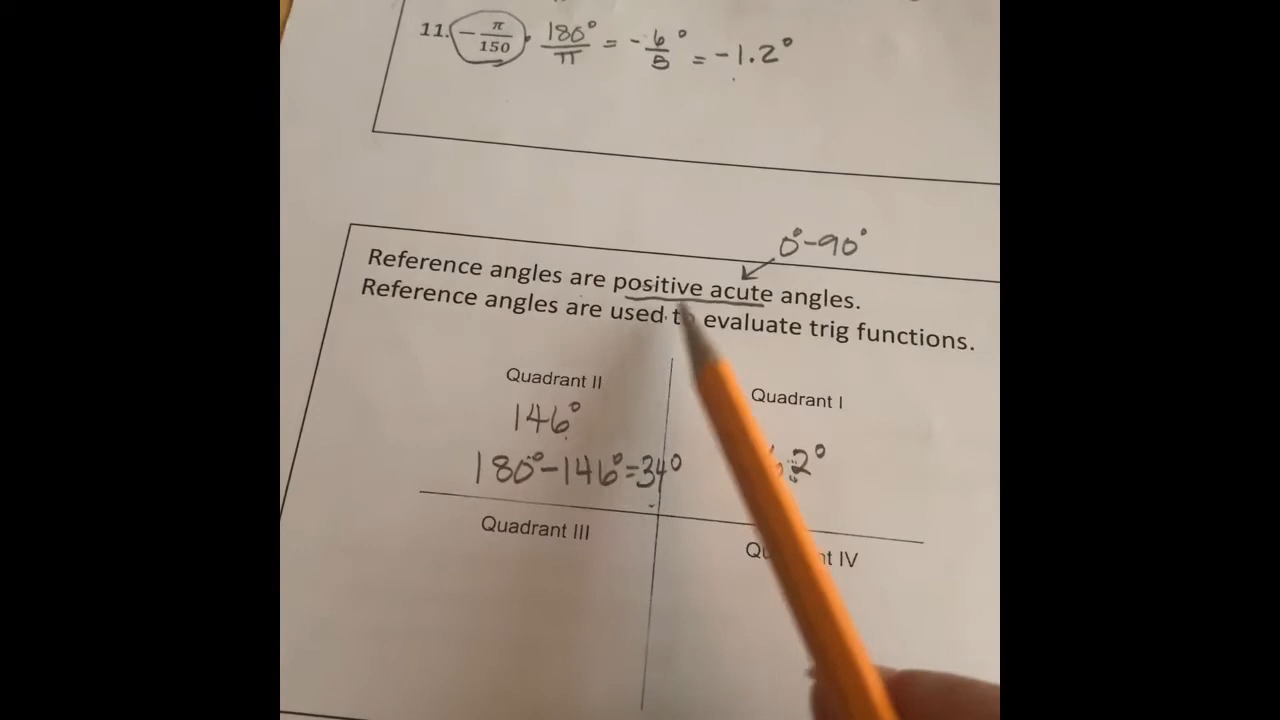 11. -π/150 · 180°/π = -6/5° = -1.2°
0°-90°
Reference angles are positive acute angles.
Reference angles are used to evaluate trig functions.
Quadrant II
Quadrant I
146°
180°-146°=34°
2°
Quadrant III
IV